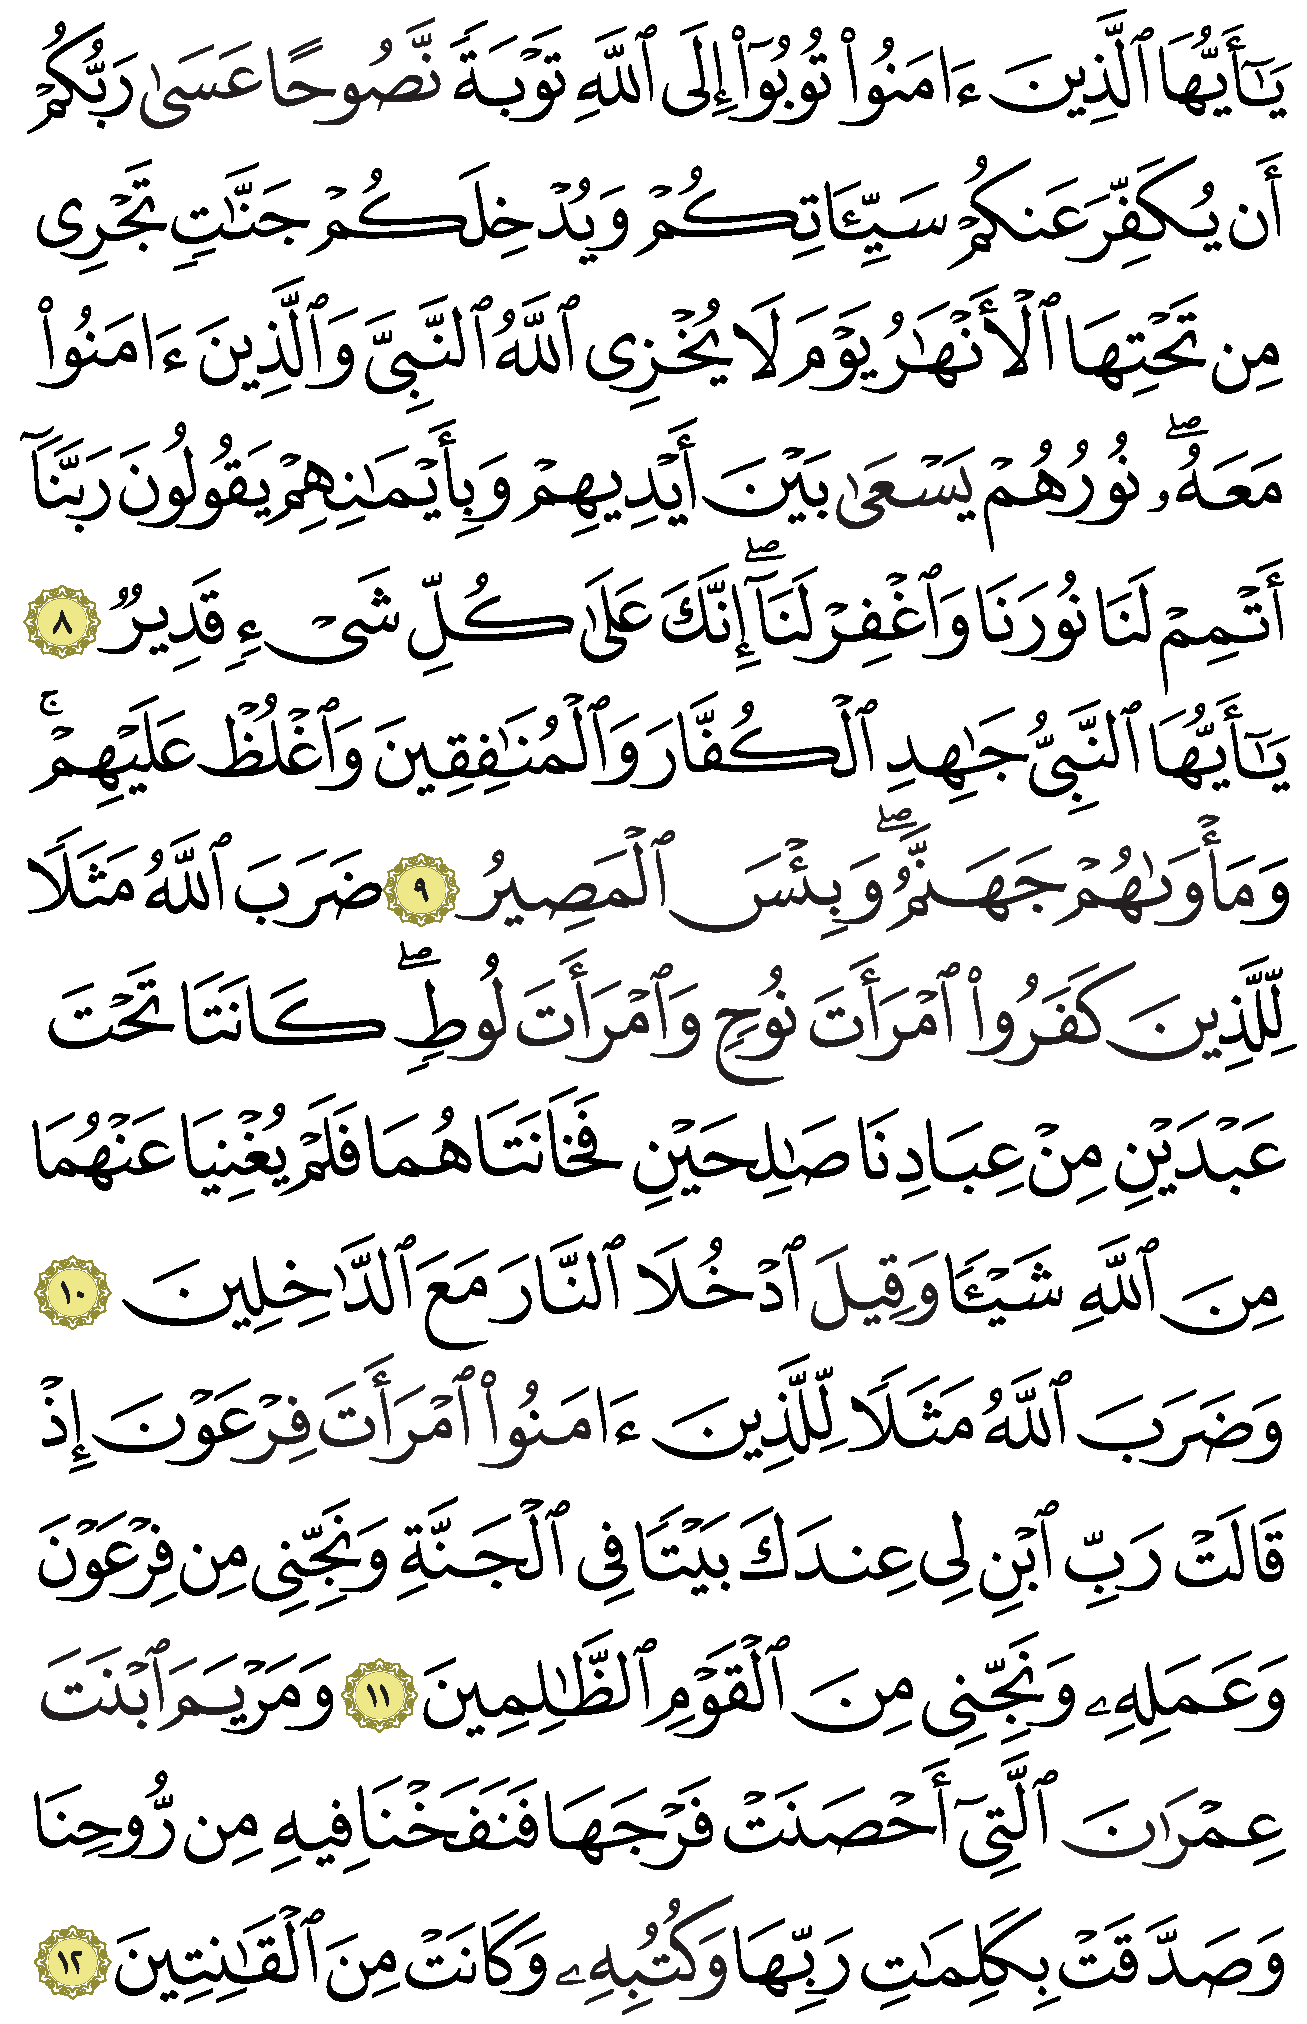 يَـٰٓأَيُّهَا ٱلَّذِينَ ءَامَنُوا۟ تُوبُوٓا۟ إِلَى ٱللَّهِ تَوْبَةً نَّصُوحًا عَسَىٰ رَبُّكُمْ
أَن يُكَفِّرَ عَنكُمْ سَيِّـَٔاتِكُمْ وَيُدْخِلَكُمْ جَنَّـٰتٍ تَجْرِى
مِن تَحْتِهَا ٱلْأَنْهَـٰرُ يَوْمَ لَا يُخْزِى ٱللَّهُ ٱلنَّبِىَّ وَٱلَّذِينَ ءَامَنُوا۟
مَعَهُۥ ۖ نُورُهُمْ يَسْعَىٰ بَيْنَ أَيْدِيهِمْ وَبِأَيْمَـٰنِهِمْ يَقُولُونَ رَبَّنَآ
أَتْمِمْ لَنَا نُورَنَا وَٱغْفِرْ لَنَآ ۖ إِنَّكَ عَلَىٰ كُلِّ شَىْءٍ قَدِيرٌ ٨
يَـٰٓأَيُّهَا ٱلنَّبِىُّ جَـٰهِدِ ٱلْكُفَّارَ وَٱلْمُنَـٰفِقِينَ وَٱغْلُظْ عَلَيْهِمْ ۚ
وَمَأْوَىٰهُمْ جَهَنَّمُ ۖ وَبِئْسَ ٱلْمَصِيرُ ٩ ضَرَبَ ٱللَّهُ مَثَلًا
لِّلَّذِينَ كَفَرُوا۟ ٱمْرَأَتَ نُوحٍ وَٱمْرَأَتَ لُوطٍ ۖ كَانَتَا تَحْتَ
عَبْدَيْنِ مِنْ عِبَادِنَا صَـٰلِحَيْنِ فَخَانَتَاهُمَا فَلَمْ يُغْنِيَا عَنْهُمَا
مِنَ ٱللَّهِ شَيْـًٔا وَقِيلَ ٱدْخُلَا ٱلنَّارَ مَعَ ٱلدَّٰخِلِينَ ١٠
وَضَرَبَ ٱللَّهُ مَثَلًا لِّلَّذِينَ ءَامَنُوا۟ ٱمْرَأَتَ فِرْعَوْنَ إِذْ
قَالَتْ رَبِّ ٱبْنِ لِى عِندَكَ بَيْتًا فِى ٱلْجَنَّةِ وَنَجِّنِى مِن فِرْعَوْنَ
وَعَمَلِهِۦ وَنَجِّنِى مِنَ ٱلْقَوْمِ ٱلظَّـٰلِمِينَ ١١ وَمَرْيَمَ ٱبْنَتَ
عِمْرَٰنَ ٱلَّتِىٓ أَحْصَنَتْ فَرْجَهَا فَنَفَخْنَا فِيهِ مِن رُّوحِنَا
وَصَدَّقَتْ بِكَلِمَـٰتِ رَبِّهَا وَكُتُبِهِۦ وَكَانَتْ مِنَ ٱلْقَـٰنِتِينَ ١٢